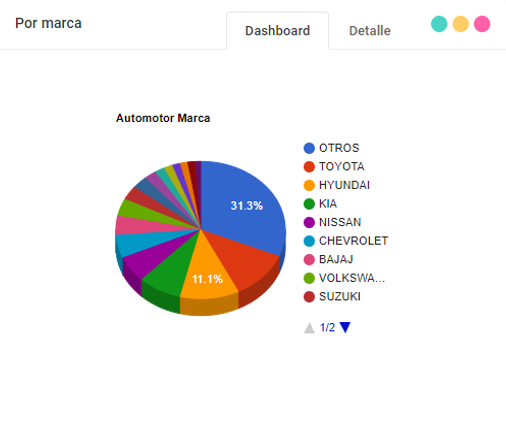 Por marca
Dashboard
Detalle
Automotor Marca
31.3%
11.1%
OTROS
TOYOTA
HYUNDAI
KIA
NISSAN
CHEVROLET
BAJAJ
VOLKSWA...
SUZUKI
1/2